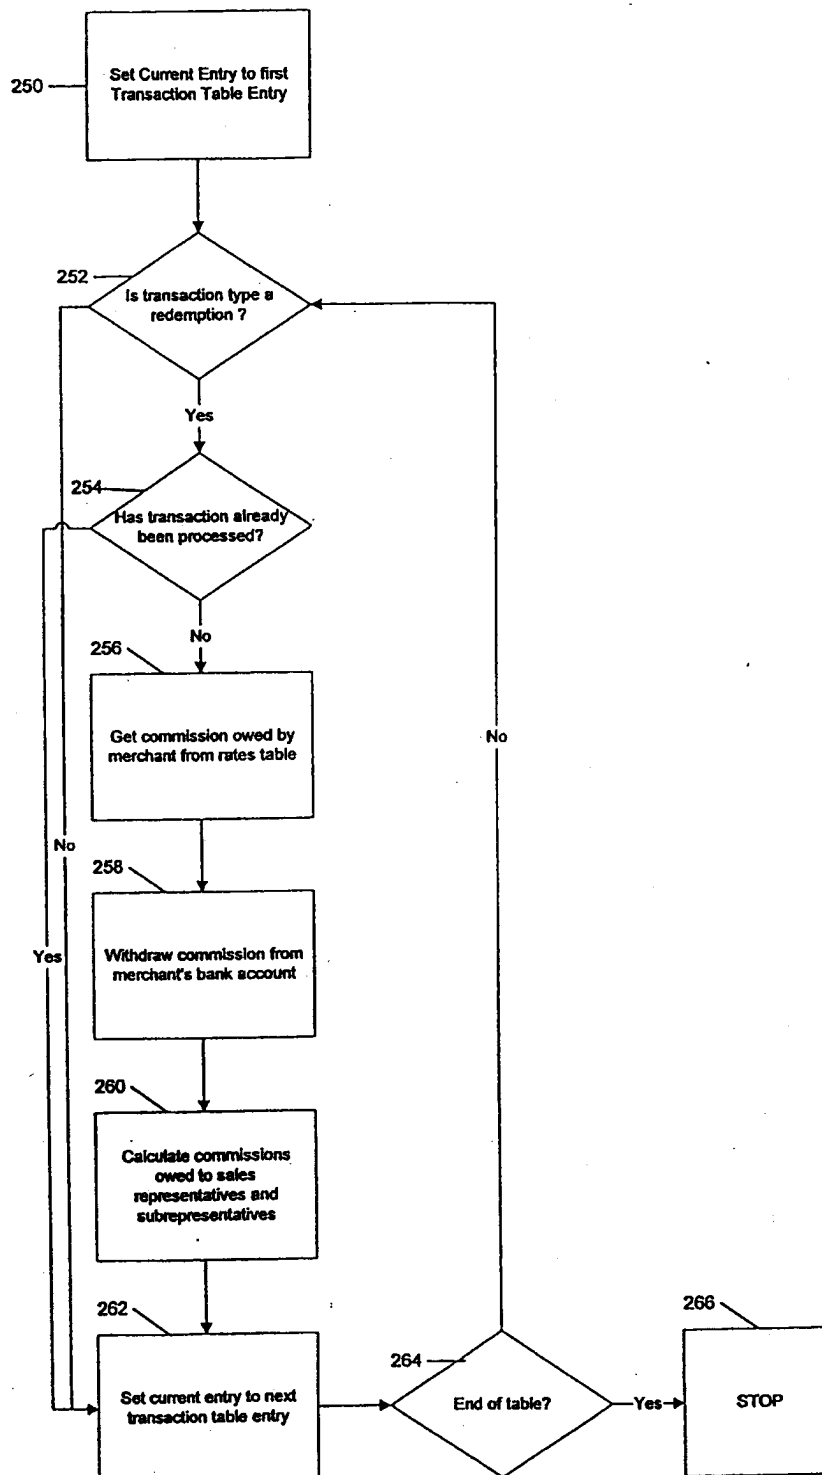 250
Set Current Entry to first
Transaction Table Entry
252
Is transaction type a
redemption ?
Yes
254
Has transaction already
been processed?
No
256
Get commission owed by
merchant from rates table
No
No
258
Withdraw commission from
merchant's bank account
Yes
260
Calculate commissions
owed to sales
representatives and
subrepresentatives
262
Set current entry to next
transaction table entry
264
End of table?
Yes
266
STOP